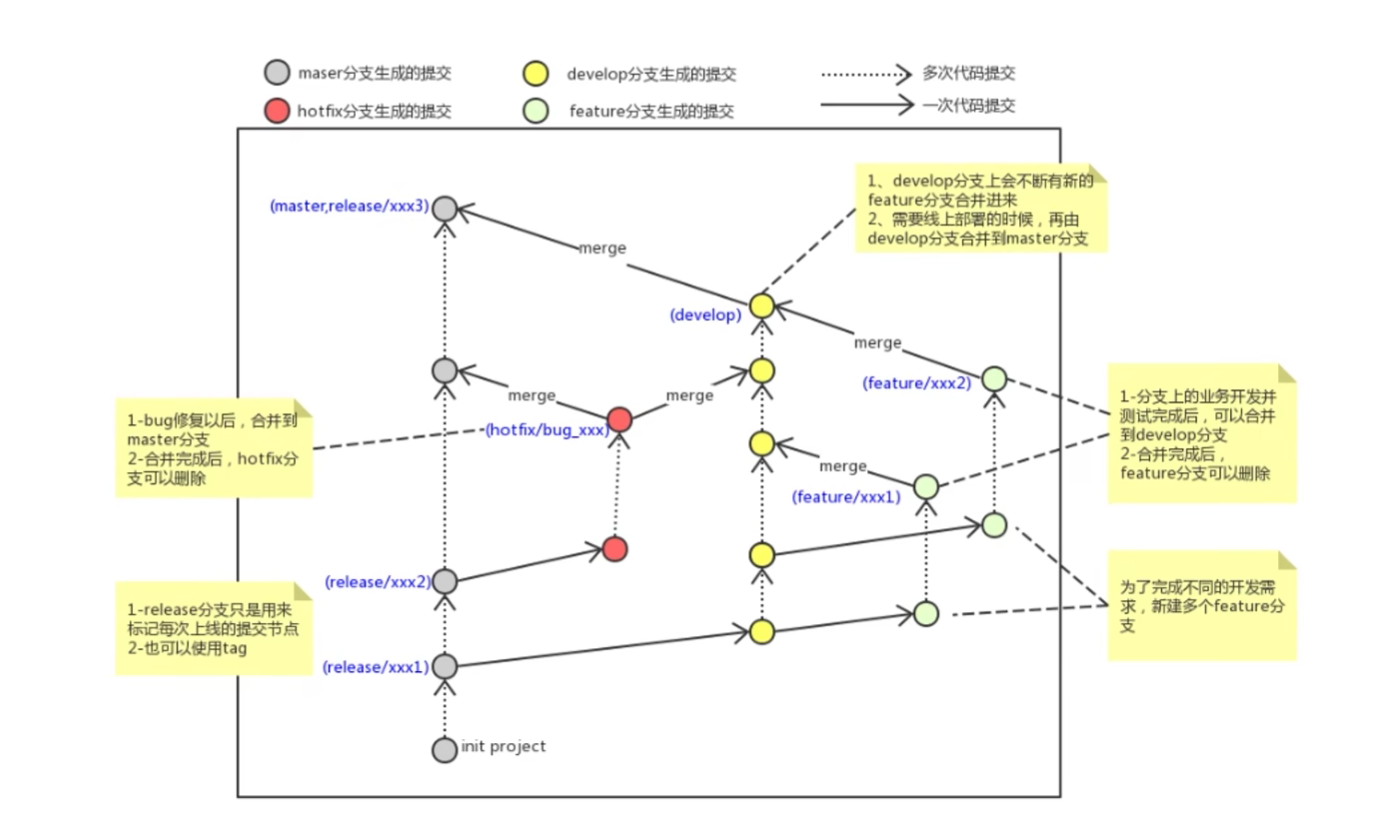 maser分支生成的提交
develop分支生成的提交
多次代码提交
hotfix分支生成的提交
feature分支生成的提交
一次代码提交
1、develop分支上会不断有新的
feature分支合并进来
2、需要线上部署的时候，再由
develop分支合并到master分支
(master,release/xxx3)
merge
(develop)
merge
(feature/xxx2)
merge
merge
1-分支上的业务开发并
测试完成后，可以合并
到develop分支
2-合并完成后，
feature分支可以删除
1-bug修复以后，合并到
master分支
2-合并完成后，hotfix分
支可以删除
(hotfix/bug_xxx)
merge
(feature/xxx1)
(release/xxx2)
为了完成不同的开发需
求，新建多个feature分
支
1-release分支只是用来
标记每次上线的提交节点
2-也可以使用tag
(release/xxx1)
init project